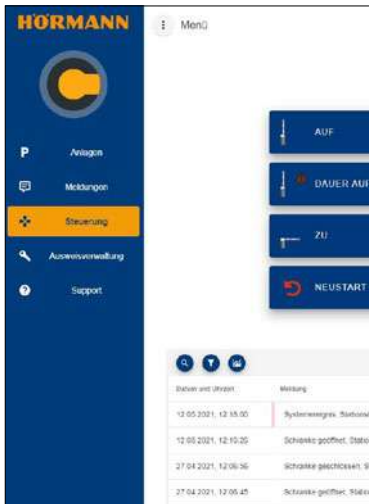 HÖRMANN
Menü
P Anlagen
Meldungen
Steuerung
Ausweisverwaltung
Support
AUF
DAUER AUF
ZU
NEUSTART
Datum und Uhrzeit Meldung
12.05.2021, 12:15:00
12.05.2021, 12:10:26 Schranke geöffnet,
27.04.2021, 12:06:56 Schranke geschlossen,
27.04.2021, 12:06:45 Schranke geöffnet,